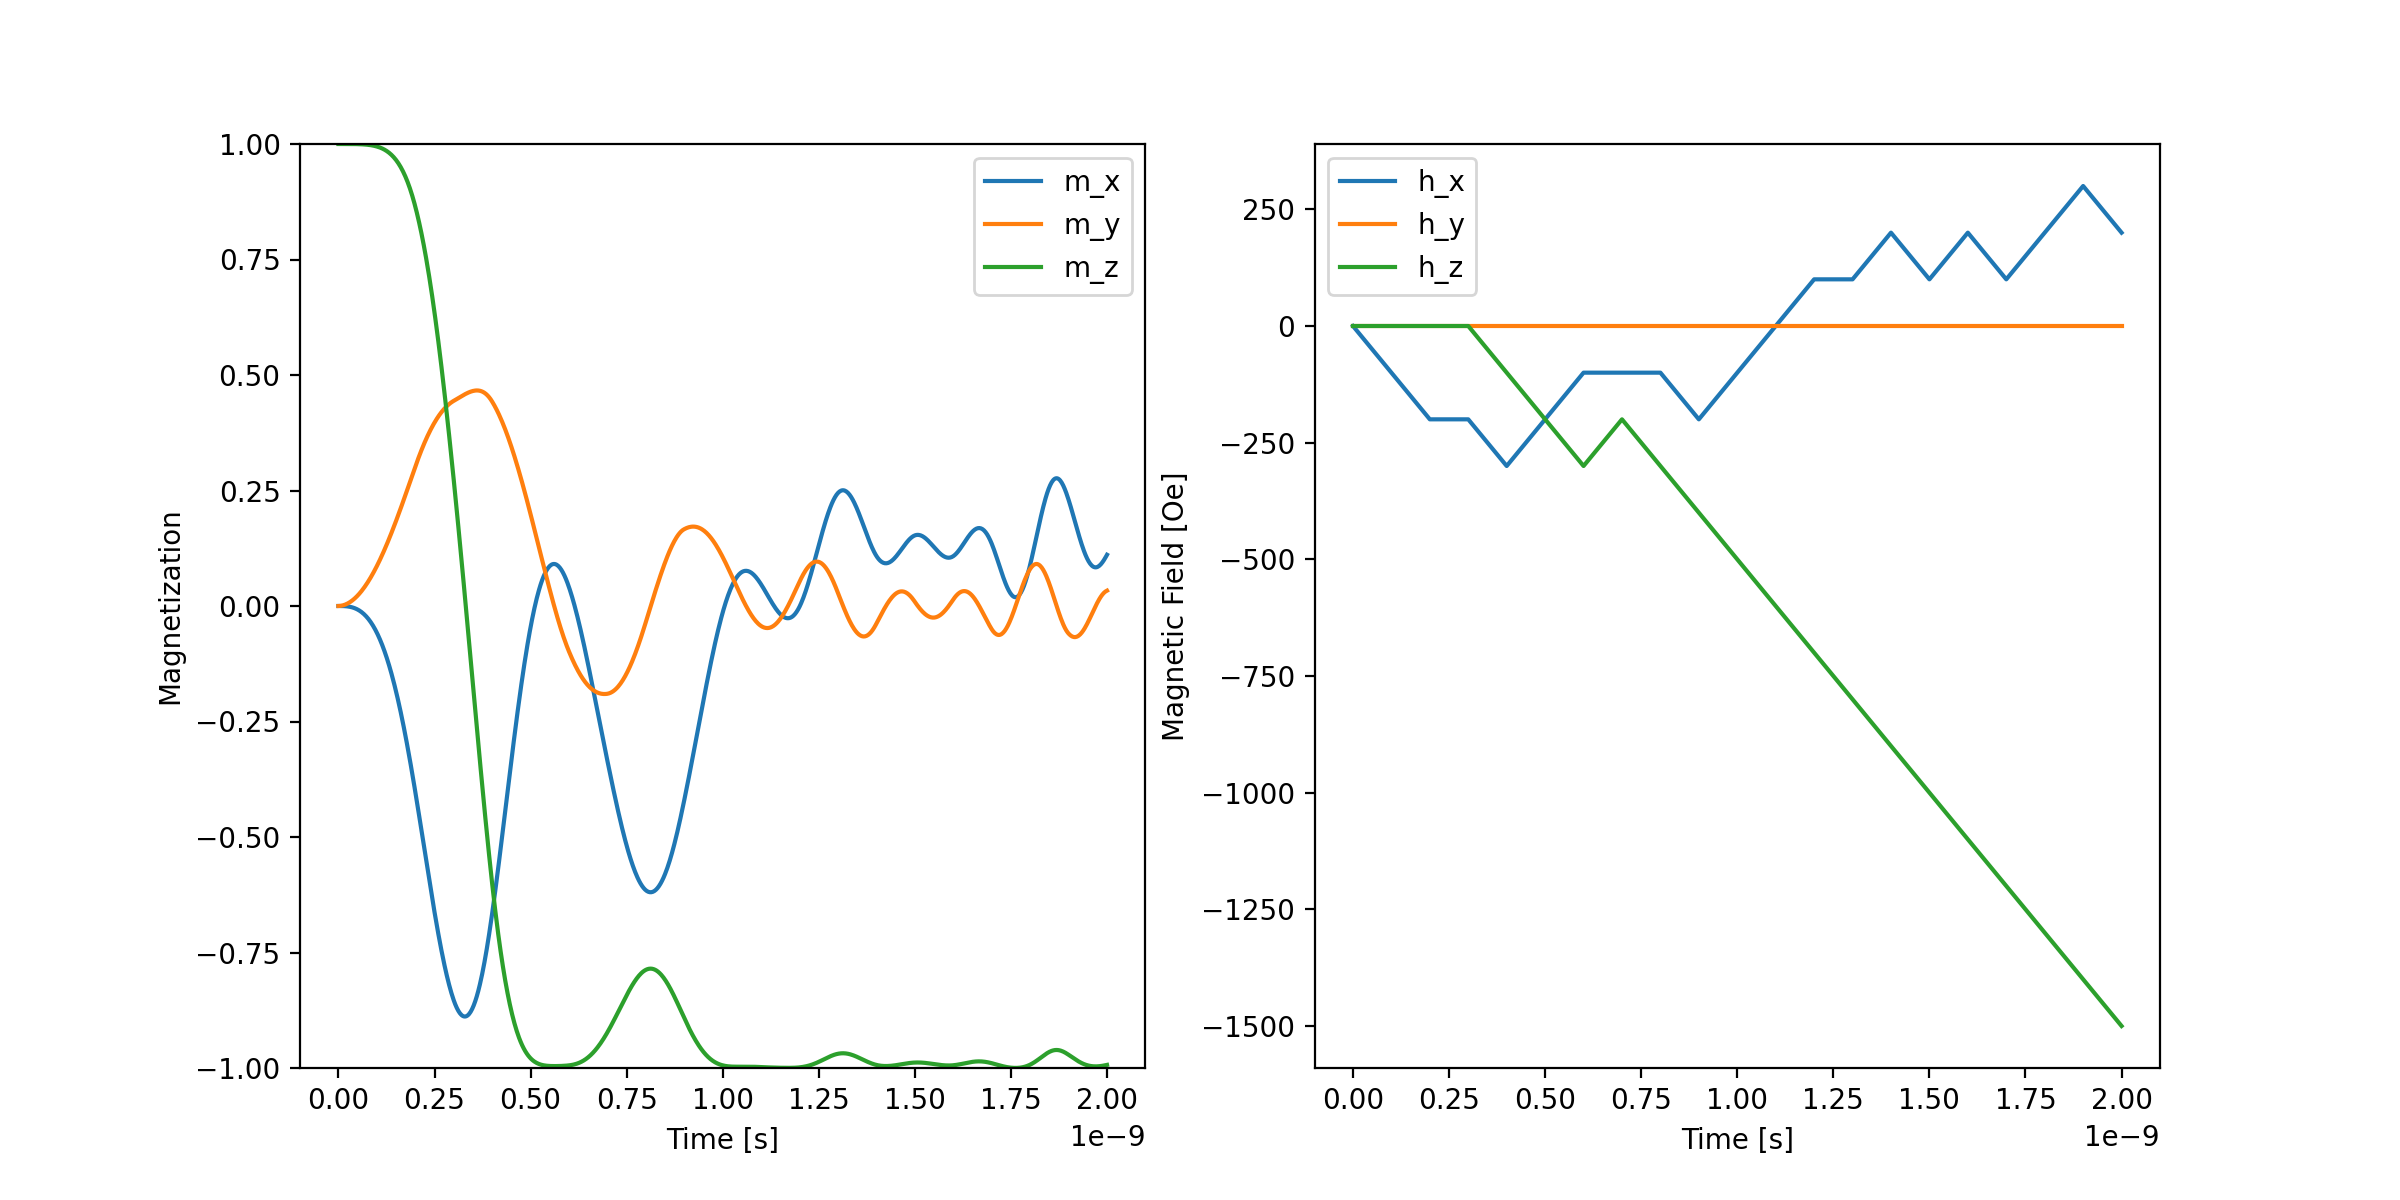 1.00
0.75
0.50
0.25
0.00
−0.25
−0.50
−0.75
−1.00
Magnetization
m_x
m_y
m_z
0.00 0.25 0.50 0.75 1.00 1.25 1.50 1.75 2.00
Time [s]
1e−9
250
0
−250
−500
−750
−1000
−1250
−1500
Magnetic Field [Oe]
h_x
h_y
h_z
0.00 0.25 0.50 0.75 1.00 1.25 1.50 1.75 2.00
Time [s]
1e−9